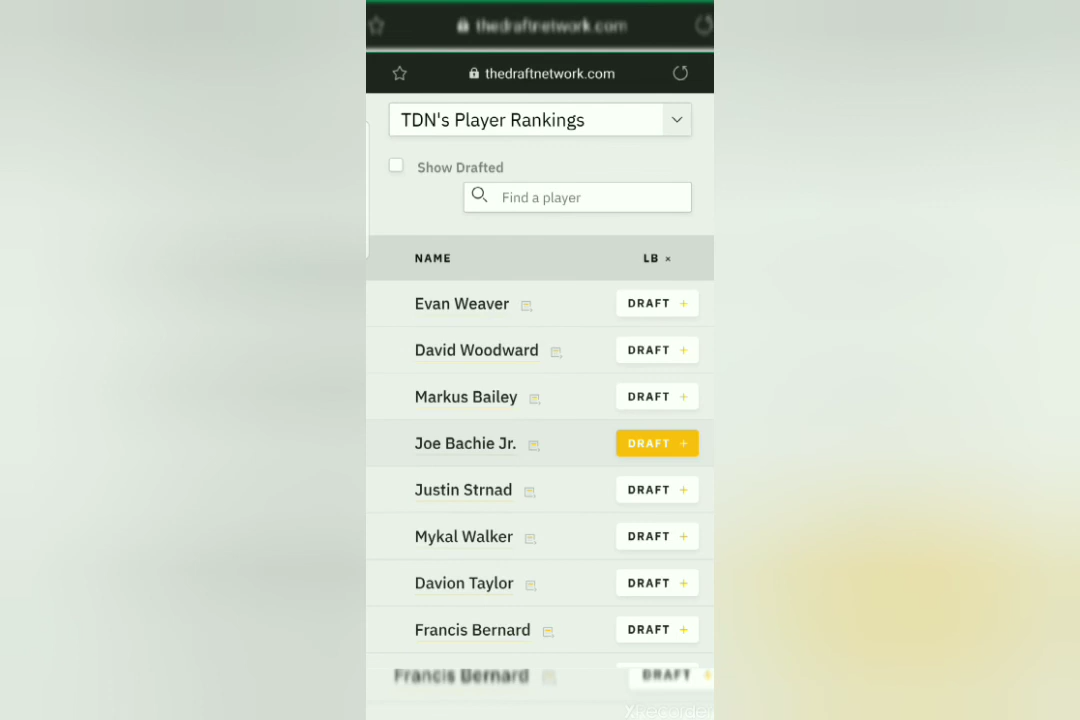 thedraftnetwork.com
thedraftnetwork.com
TDN's Player Rankings
Show Drafted
Find a player
NAME LB ×
Evan Weaver DRAFT +
David Woodward DRAFT +
Markus Bailey DRAFT +
Joe Bachie Jr. DRAFT +
Justin Strnad DRAFT +
Mykal Walker DRAFT +
Davion Taylor DRAFT +
Francis Bernard DRAFT +
Francis Bernard DRAFT +